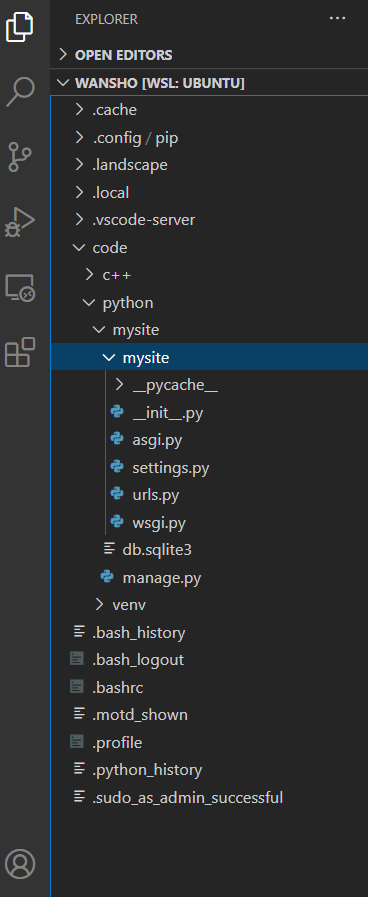 EXPLORER
OPEN EDITORS
WANSHO [WSL: UBUNTU]
.cache
.config / pip
.landscape
.local
.vscode-server
code
c++
python
mysite
mysite
__pycache__
__init__.py
asgi.py
settings.py
urls.py
wsgi.py
db.sqlite3
manage.py
venv
.bash_history
.bash_logout
.bashrc
.motd_shown
.profile
.python_history
.sudo_as_admin_successful